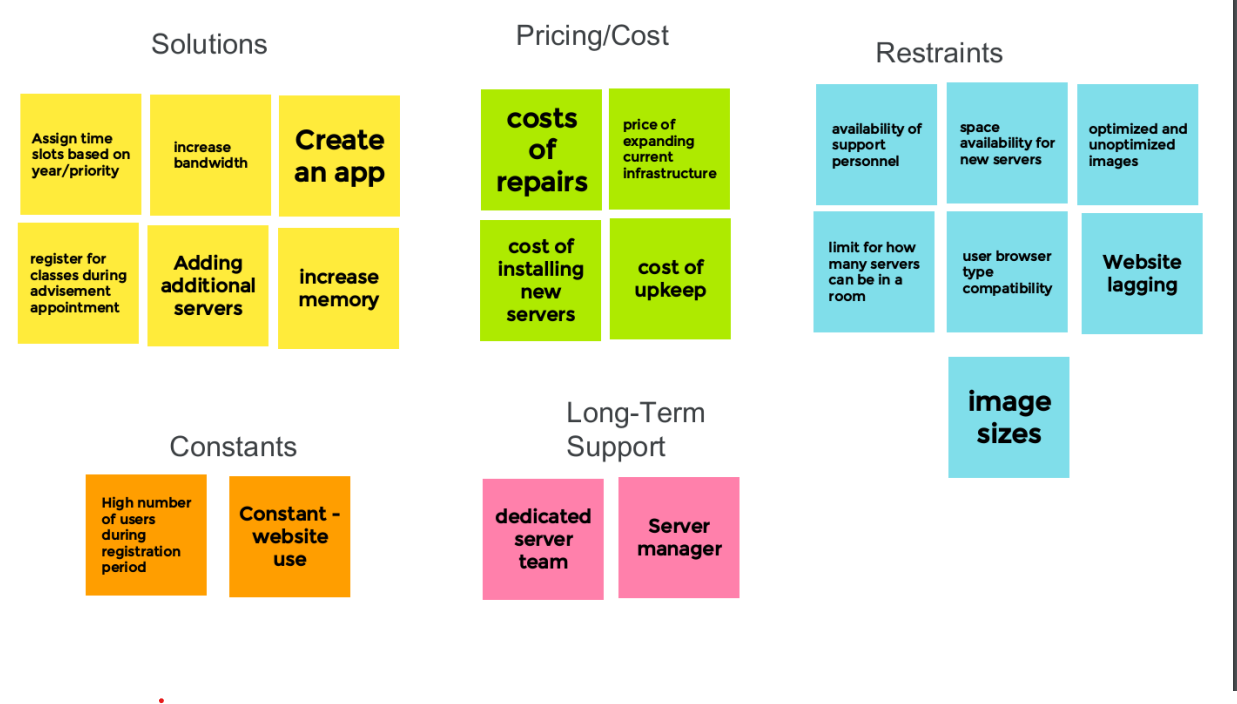 Solutions
Assign time
slots based on
year/priority
increase
bandwidth
Create
an app
register for
classes during
advisement
appointment
Adding
additional
servers
increase
memory
Pricing/Cost
costs
of
repairs
price of
expanding
current
infrastructure
cost of
installing
new
servers
cost of
upkeep
Restraints
availability of
support
personnel
space
availability for
new servers
optimized and
unoptimized
images
limit for how
many servers
can be in a
room
user browser
type
compatibility
Website
lagging
image
sizes
Constants
High number
of users
during
registration
period
Constant -
website
use
Long-Term
Support
dedicated
server
team
Server
manager